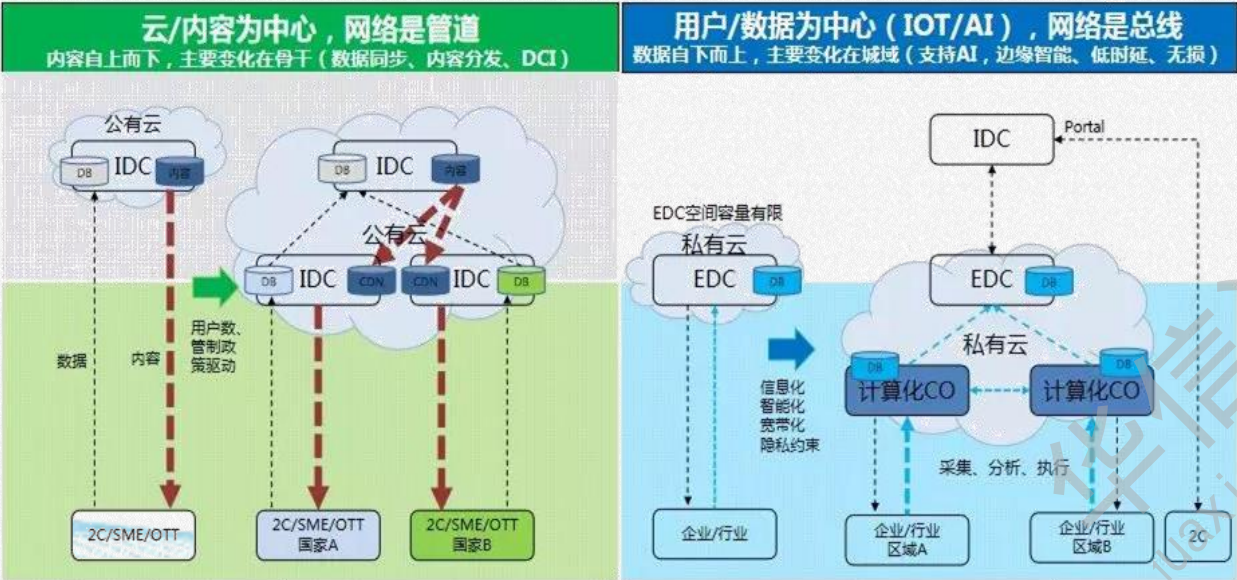 云/内容为中心，网络是管道
内容自上而下，主要变化在骨干（数据同步、内容分发、DCI）
公有云
DB
IDC
内容
数据
内容
2C/SME/OTT
用户数、
管制政
策驱动
DB
IDC
内容
公有云
DB
IDC
CDN
CDN
IDC
DB
2C/SME/OTT
国家A
2C/SME/OTT
国家B
用户/数据为中心（IOT/AI），网络是总线
数据自下而上，主要变化在城域（支持AI，边缘智能、低时延、无损）
EDC空间容量有限
私有云
EDC
DB
企业/行业
信息化
智能化
宽带化
隐私约束
IDC
Portal
EDC
DB
私有云
DB
计算化CO
DB
计算化CO
采集、分析、执行
企业/行业
区域A
企业/行业
区域B
2C
华信
huaxi